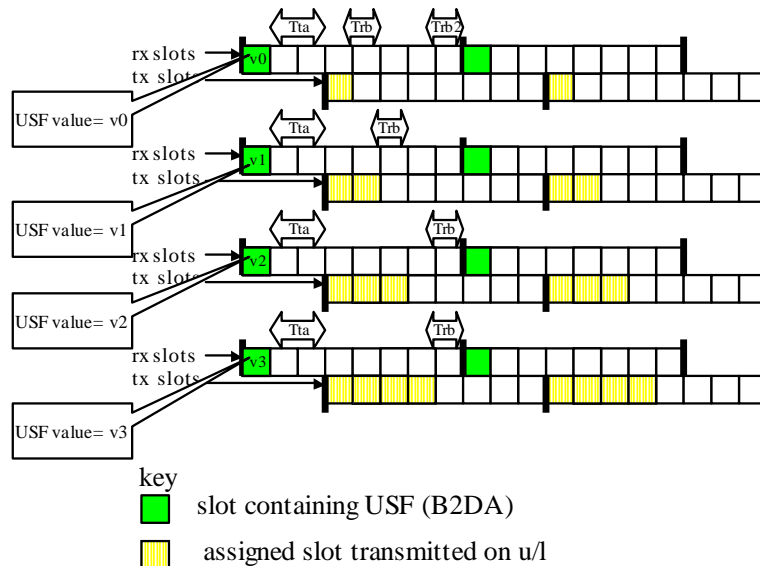 Tta Trb Trb2
rx slots v0
tx slots
USF value= v0
Tta Trb
rx slots v1
tx slots
USF value= v1
Tta Trb
rx slots v2
tx slots
USF value= v2
Tta Trb
rx slots v3
tx slots
USF value= v3
key
slot containing USF (B2DA)
assigned slot transmitted on u/l